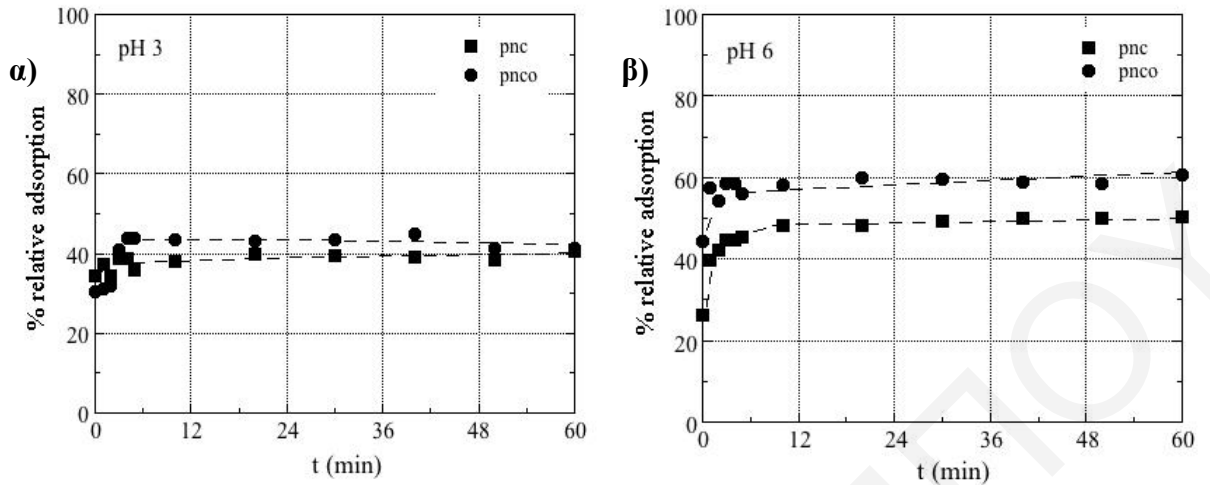 α)
pH 3
pnc
pnco
% relative adsorption
100
80
60
40
20
0
0 12 24 36 48 60
t (min)
β)
pH 6
pnc
pnco
% relative adsorption
100
80
60
40
20
0
0 12 24 36 48 60
t (min)
ΠΟΥ